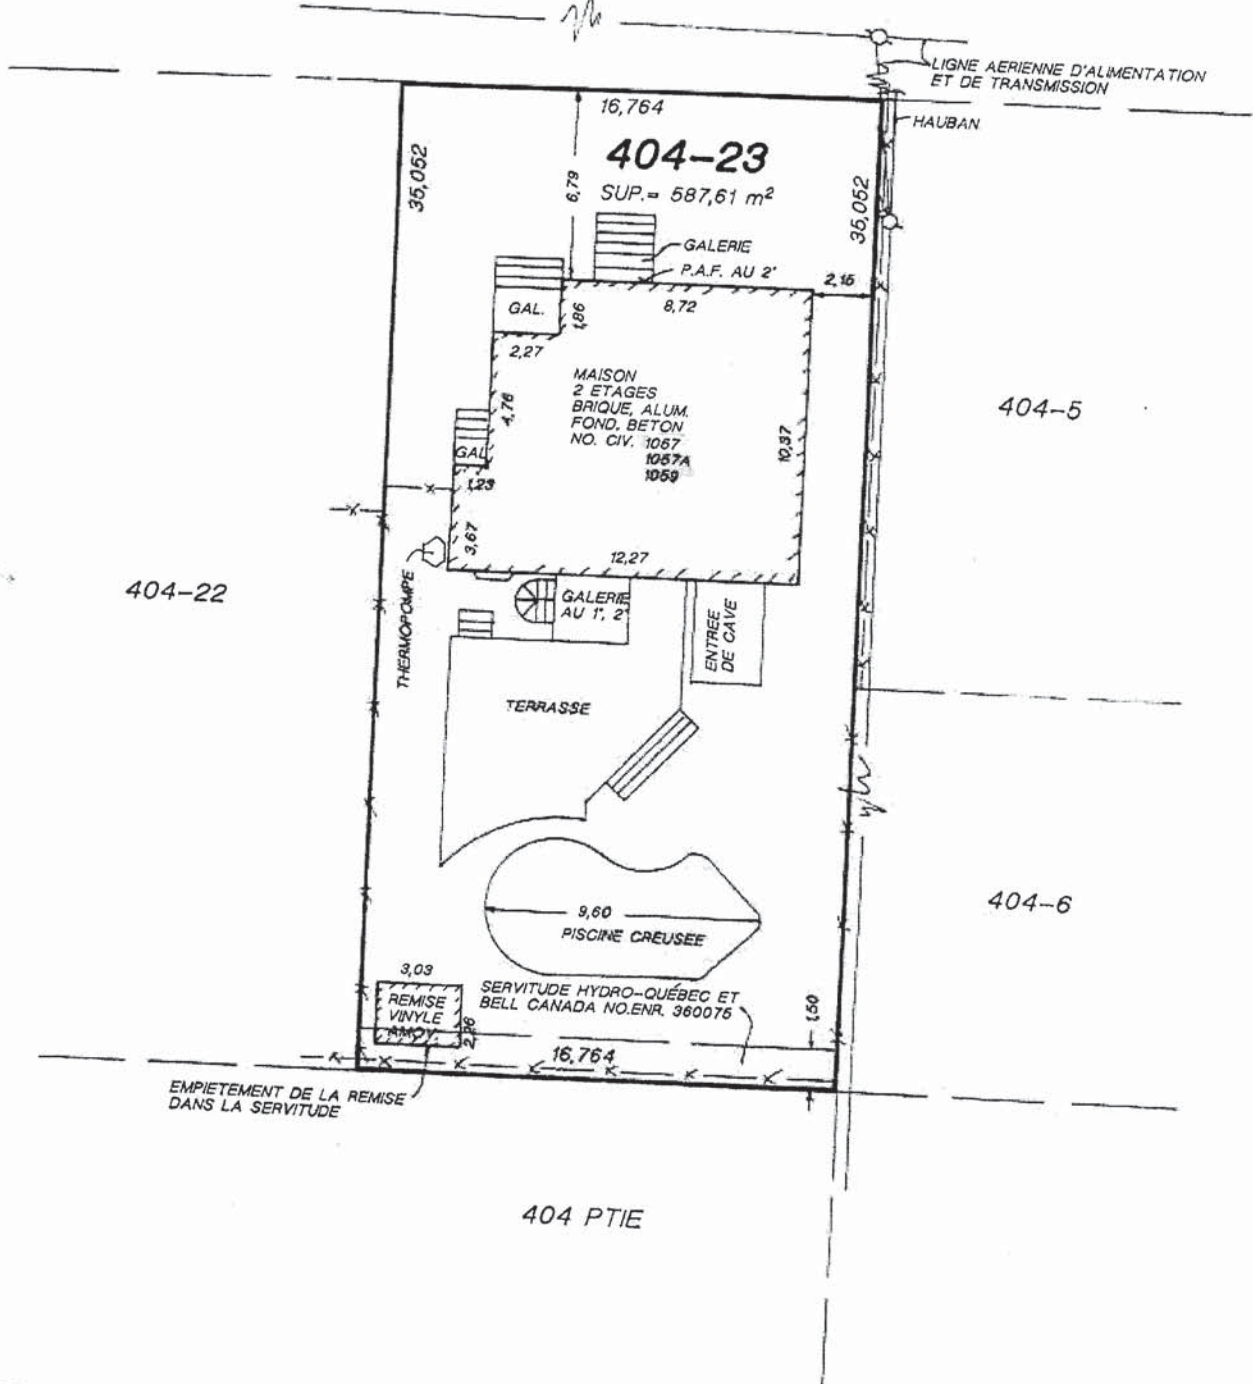 LIGNE AERIENNE D'ALIMENTATION
ET DE TRANSMISSION
HAUBAN
16,764
404-23
SUP.= 587,61 m²
35,052
35,052
6,79
GALERIE
P.A.F. AU 2'
2,15
GAL.
1,86
8,72
2,27
MAISON
2 ETAGES
BRIQUE, ALUM.
FOND. BETON
NO. CIV. 1067
1057A
1059
4,76
10,37
404-5
GAL
1,23
3,67
12,27
404-22
THERMOPOMPE
GALERIE
AU 1', 2'
ENTREE
DE CAVE
TERRASSE
404-6
9,60
PISCINE CREUSEE
3,03
REMISE
VINYLE
AMOV.
SERVITUDE HYDRO-QUÉBEC ET
BELL CANADA NO.ENR. 360075
1,50
16,764
EMPIETEMENT DE LA REMISE
DANS LA SERVITUDE
404 PTIE